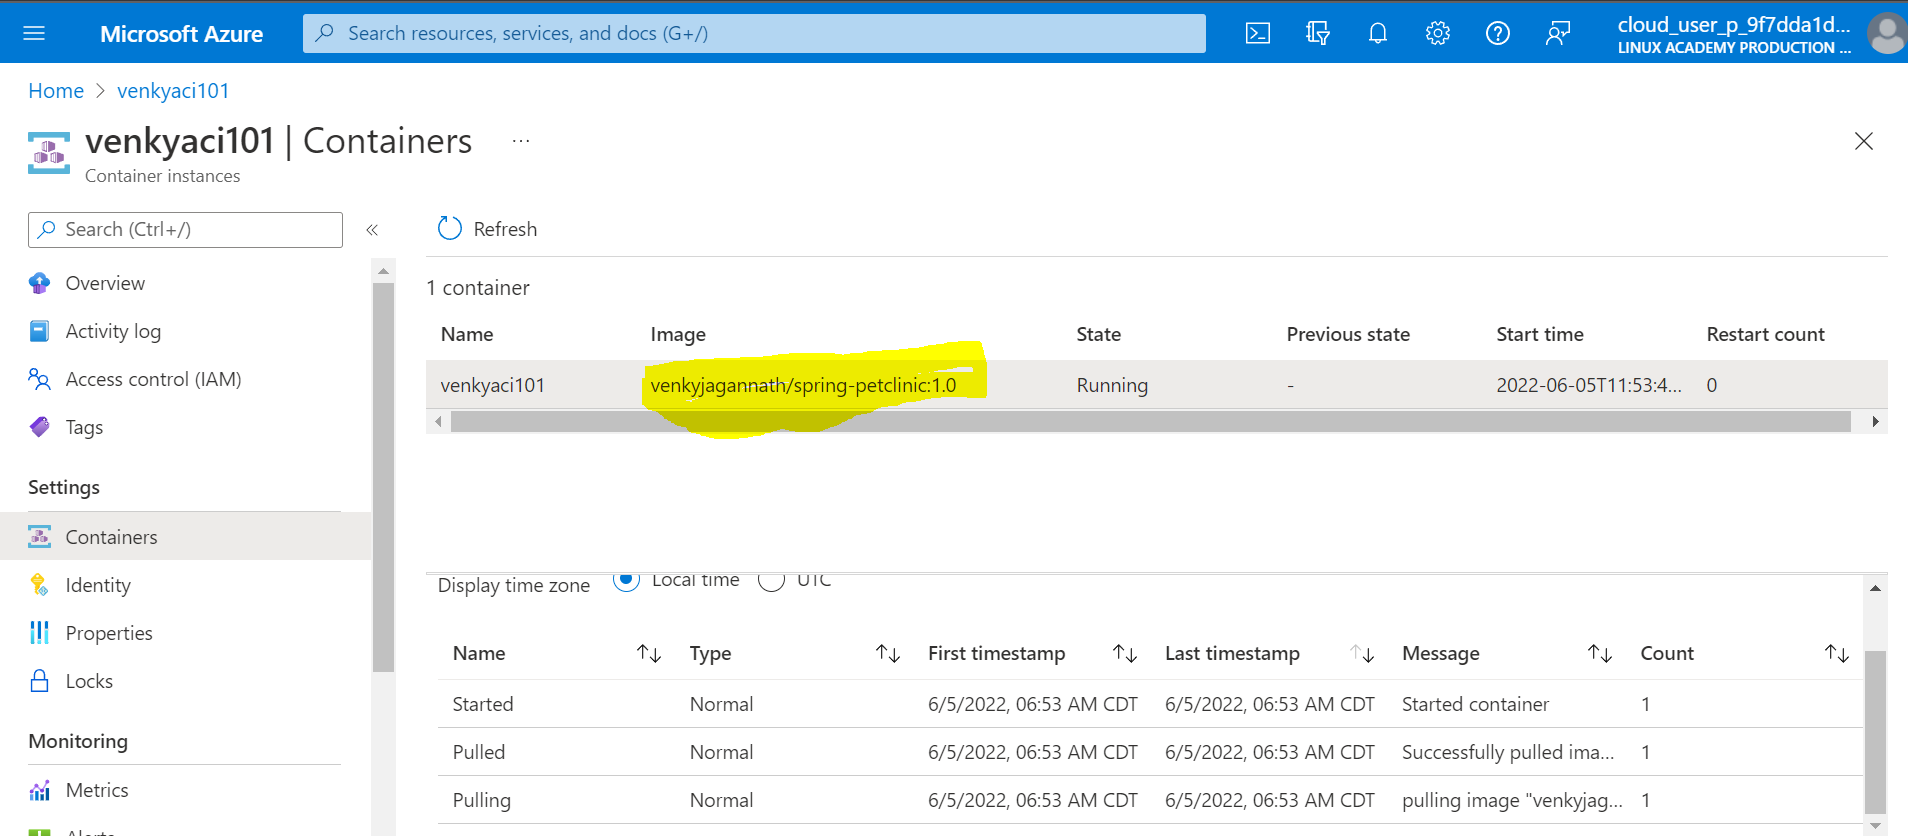 Microsoft Azure
Search resources, services, and docs (G+/)
cloud_user_p_9f7dda1d...
LINUX ACADEMY PRODUCTION ...
Home > venkyaci101
venkyaci101 | Containers ...
Container instances
Search (Ctrl+/) «
Overview
Activity log
Access control (IAM)
Tags
Settings
Containers
Identity
Properties
Locks
Monitoring
Metrics
Alerts
Refresh
1 container
Name Image State Previous state Start time Restart count
venkyaci101 venkyjagannath/spring-petclinic:1.0 Running - 2022-06-05T11:53:4... 0
Display time zone Local time UTC
Name Type First timestamp Last timestamp Message Count
Started Normal 6/5/2022, 06:53 AM CDT 6/5/2022, 06:53 AM CDT Started container 1
Pulled Normal 6/5/2022, 06:53 AM CDT 6/5/2022, 06:53 AM CDT Successfully pulled ima... 1
Pulling Normal 6/5/2022, 06:53 AM CDT 6/5/2022, 06:53 AM CDT pulling image "venkyjag... 1